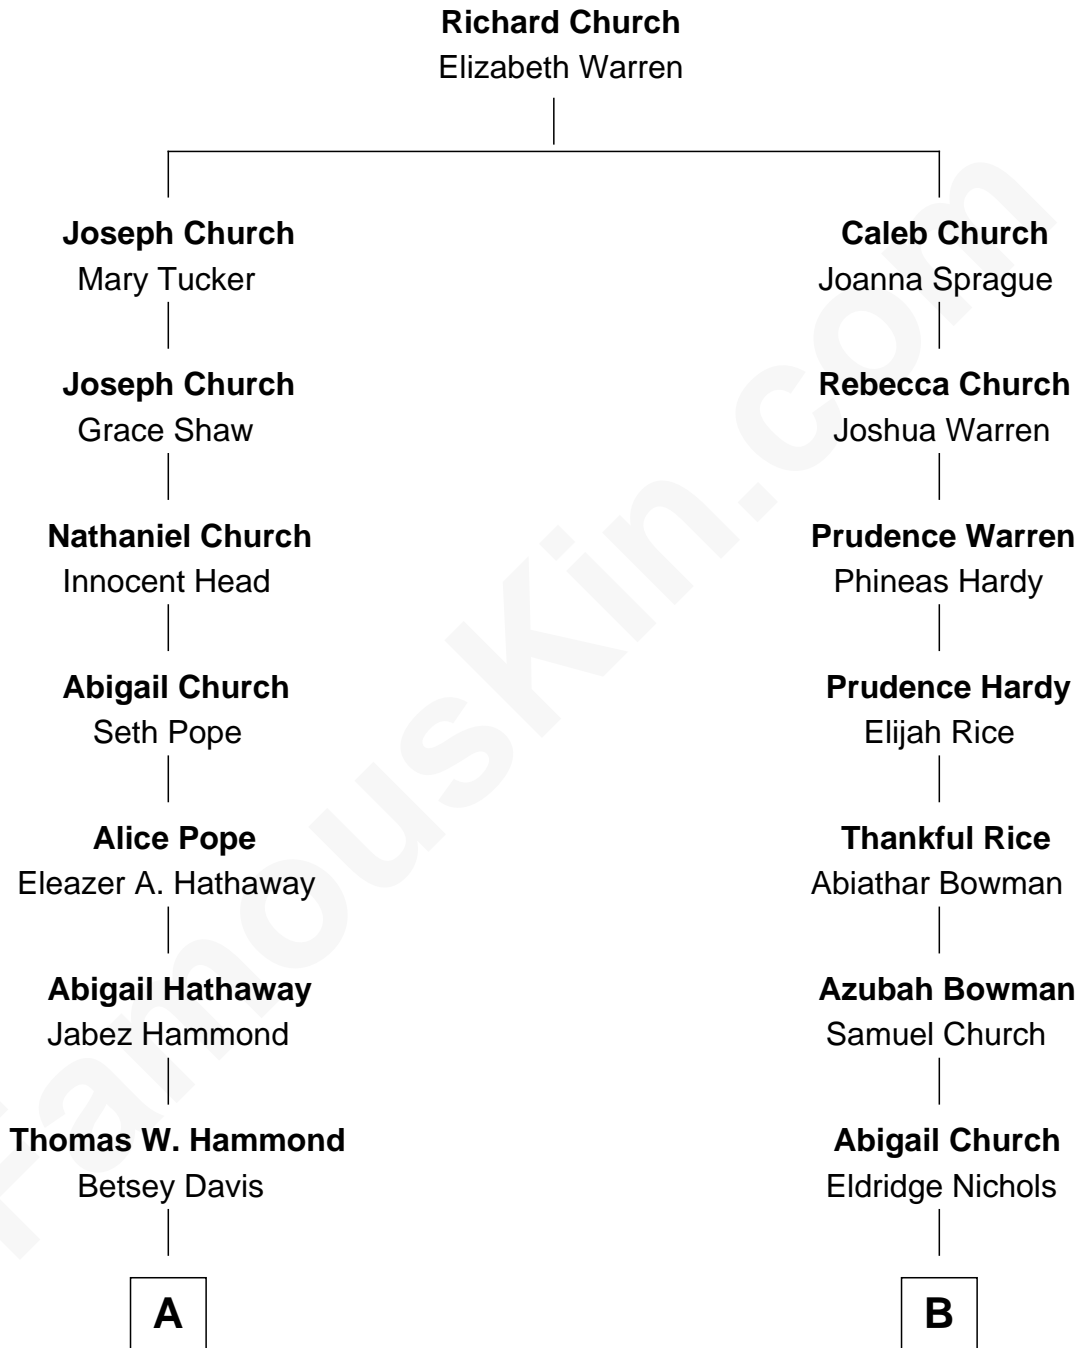 Richard Church
Elizabeth Warren
Joseph Church
Mary Tucker
Caleb Church
Joanna Sprague
Joseph Church
Grace Shaw
Rebecca Church
Joshua Warren
Nathaniel Church
Innocent Head
Prudence Warren
Phineas Hardy
Abigail Church
Seth Pope
Prudence Hardy
Elijah Rice
Alice Pope
Eleazer A. Hathaway
Thankful Rice
Abiathar Bowman
Abigail Hathaway
Jabez Hammond
Azubah Bowman
Samuel Church
Thomas W. Hammond
Betsey Davis
Abigail Church
Eldridge Nichols
A
B
FamousKin.com